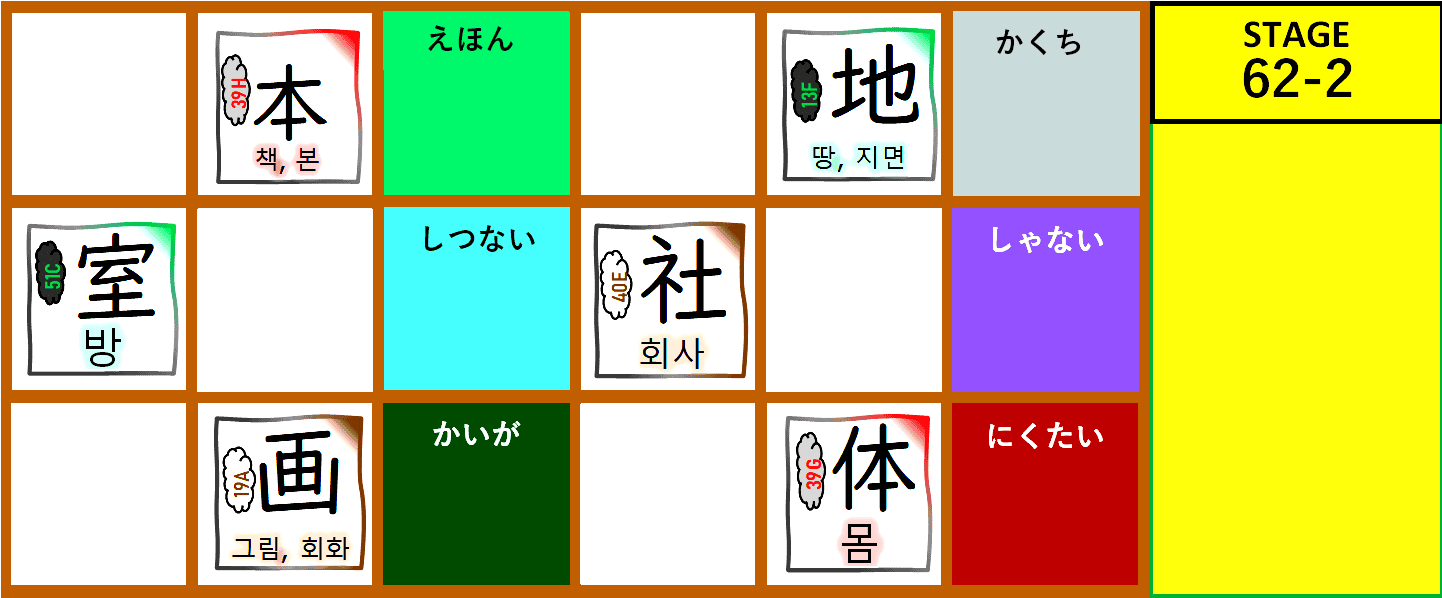 39H
本
책, 본
えほん
13F
地
땅, 지면
かくち
STAGE
62-2
51C
室
방
しつない
40E
社
회사
しゃない
19A
画
그림, 회화
かいが
39G
体
몸
にくたい